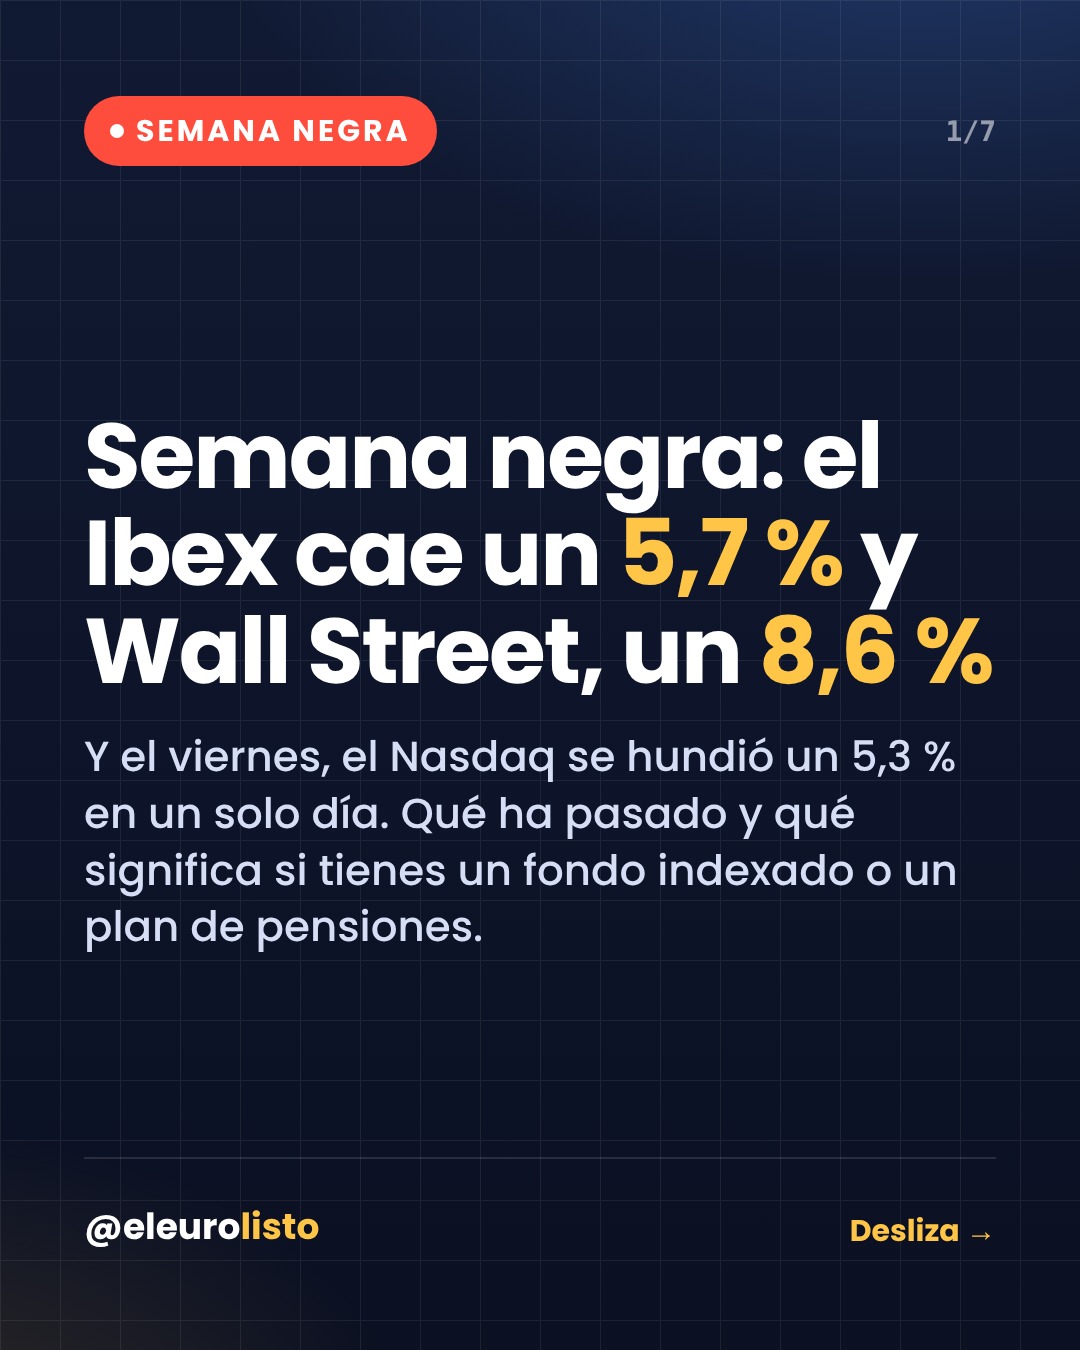 SEMANA NEGRA
1/7
Semana negra: el
Ibex cae un 5,7 % y
Wall Street, un 8,6 %
Y el viernes, el Nasdaq se hundió un 5,3 %
en un solo día. Qué ha pasado y qué
significa si tienes un fondo indexado o un
plan de pensiones.
@eleurolisto
Desliza →